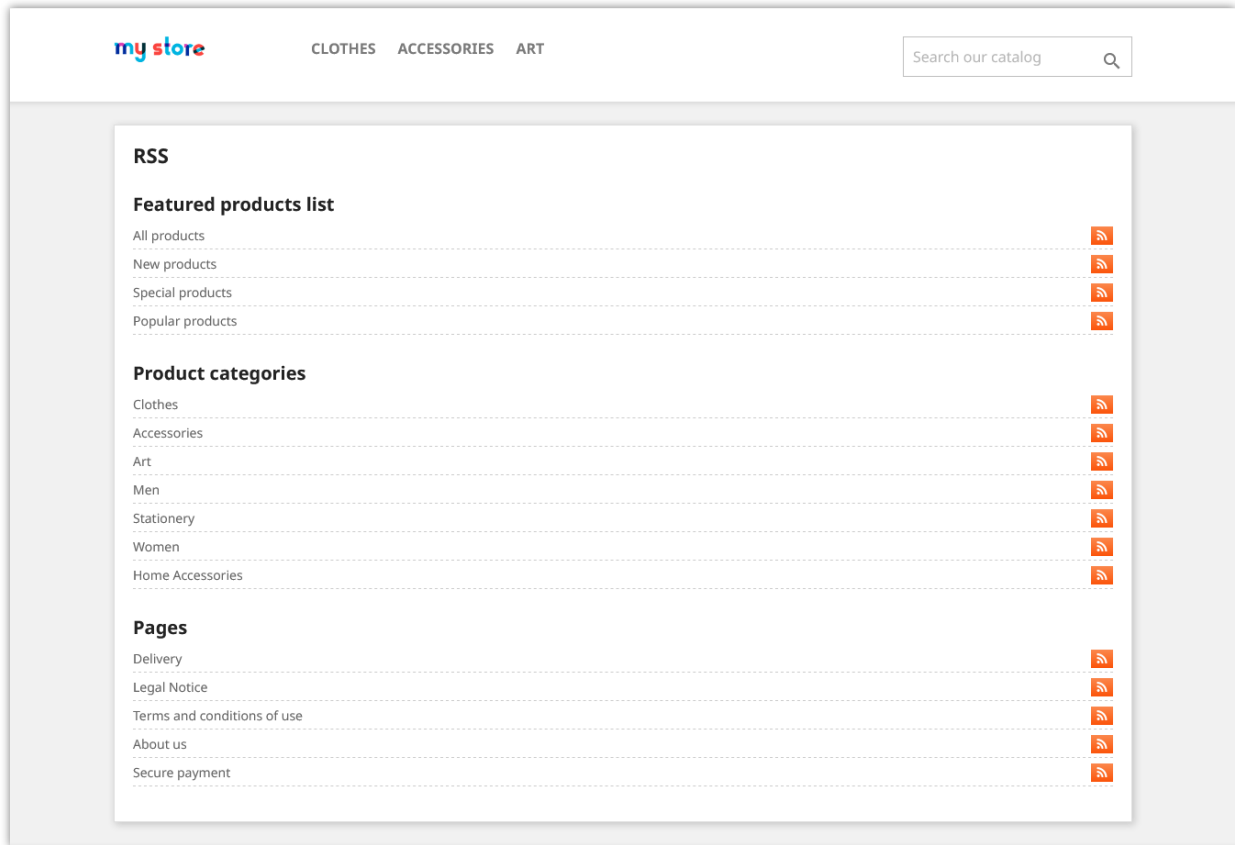 my store
CLOTHES ACCESSORIES ART
Search our catalog
RSS
Featured products list
All products
New products
Special products
Popular products
Product categories
Clothes
Accessories
Art
Men
Stationery
Women
Home Accessories
Pages
Delivery
Legal Notice
Terms and conditions of use
About us
Secure payment